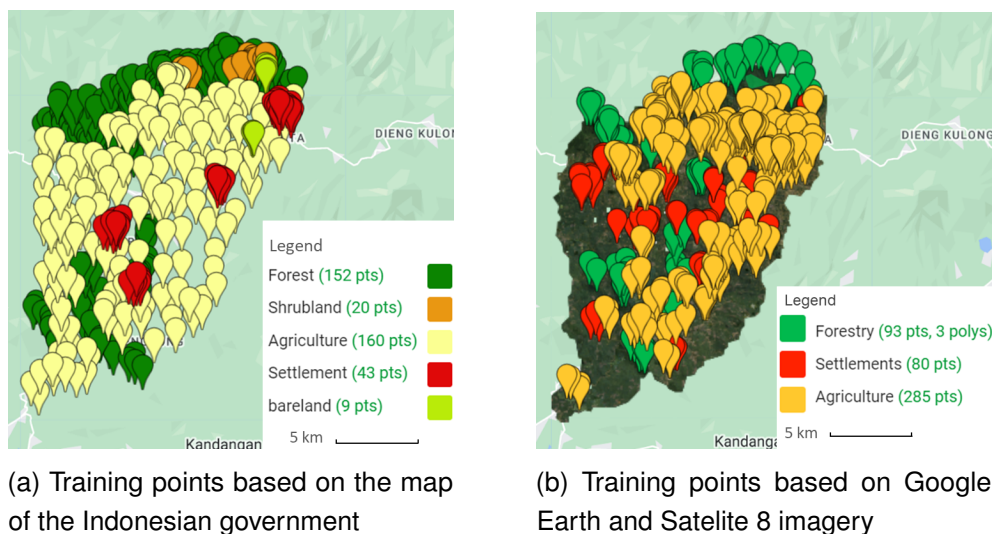 TA
DIENG KULON
Legend
Forest (152 pts)
Shrubland (20 pts)
Agriculture (160 pts)
Settlement (43 pts)
bareland (9 pts)
5 km
Kandangan
(a) Training points based on the map
of the Indonesian government
A
DIENG KULONG
Legend
Forestry (93 pts, 3 polys)
Settlements (80 pts)
Agriculture (285 pts)
5 km
Kandanga
(b) Training points based on Google
Earth and Satelite 8 imagery